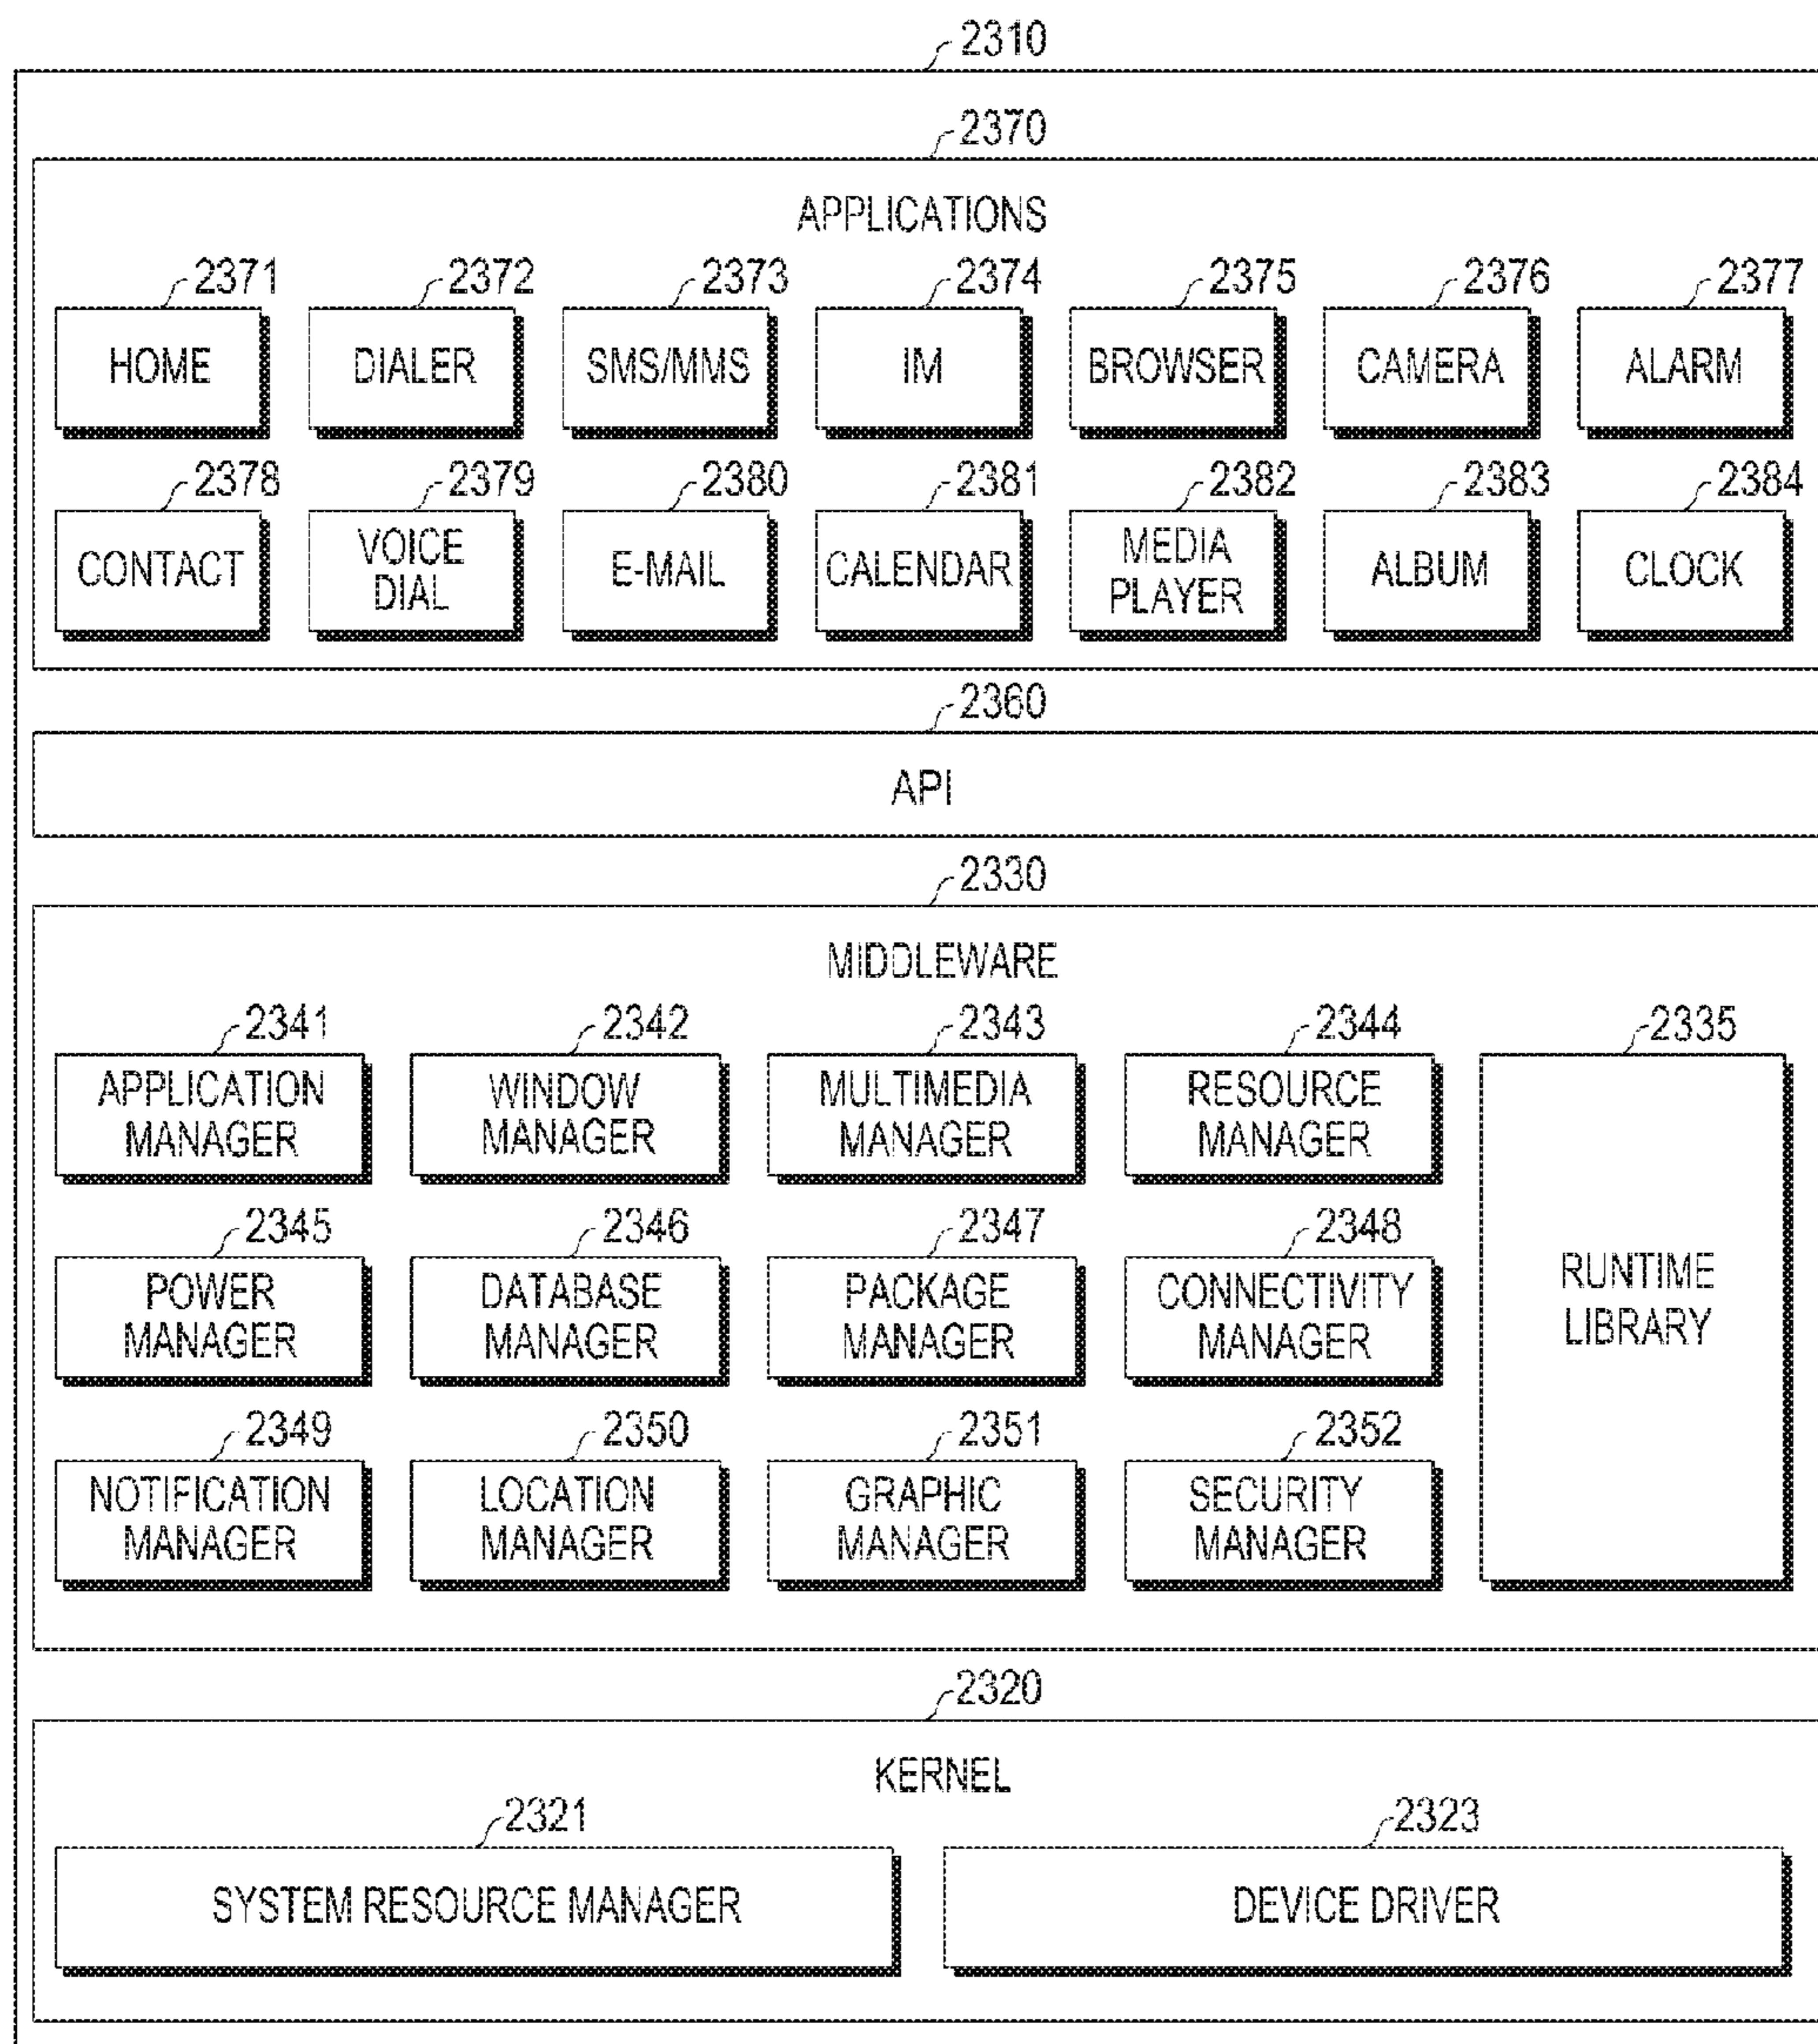 2310
2370
APPLICATIONS
2371 2372 2373 2374 2375 2376 2377
HOME DIALER SMS/MMS IM BROWSER CAMERA ALARM
2378 2379 2380 2381 2382 2383 2384
CONTACT VOICE DIAL E-MAIL CALENDAR MEDIA PLAYER ALBUM CLOCK
2360
API
2330
MIDDLEWARE
2341 2342 2343 2344 2335
APPLICATION MANAGER WINDOW MANAGER MULTIMEDIA MANAGER RESOURCE MANAGER
2345 2346 2347 2348
POWER MANAGER DATABASE MANAGER PACKAGE MANAGER CONNECTIVITY MANAGER RUNTIME LIBRARY
2349 2350 2351 2352
NOTIFICATION MANAGER LOCATION MANAGER GRAPHIC MANAGER SECURITY MANAGER
2320
KERNEL
2321 2323
SYSTEM RESOURCE MANAGER DEVICE DRIVER